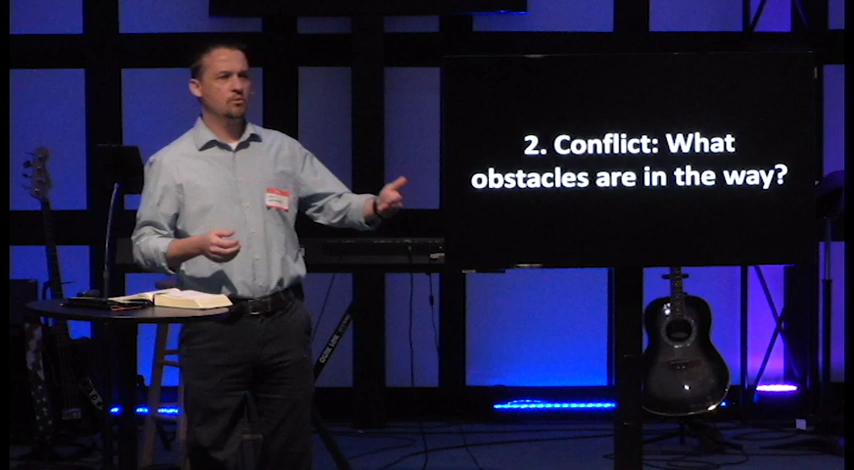 2. Conflict: What
obstacles are in the way?